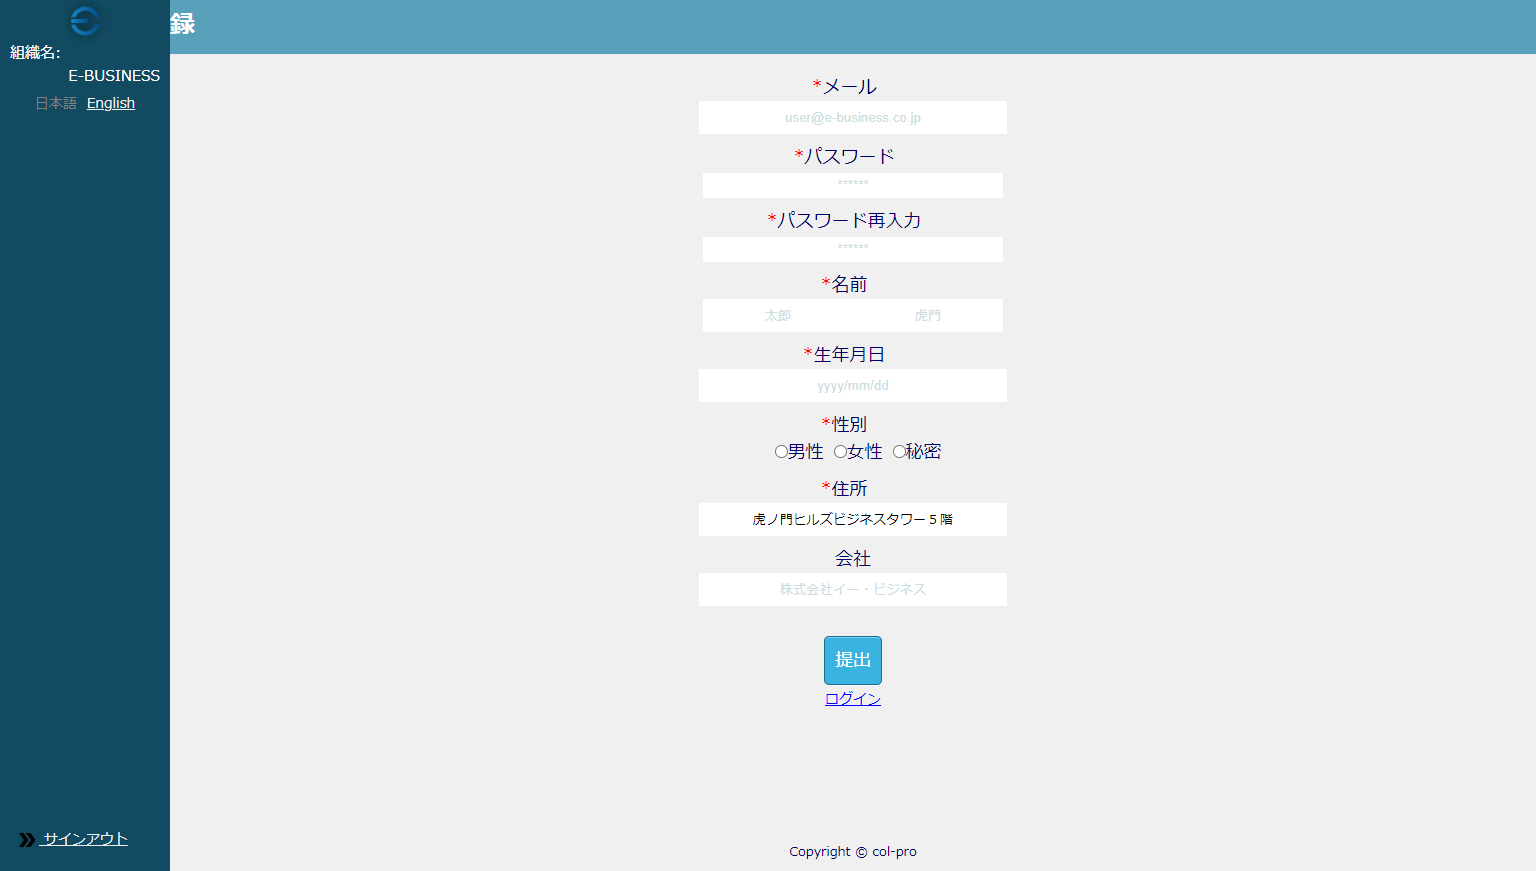 録
組織名:
E-BUSINESS
日本語 English
*メール
user@e-business.co.jp
*パスワード
******
*パスワード再入力
******
*名前
太郎 虎門
*生年月日
yyyy/mm/dd
*性別
男性 女性 秘密
*住所
虎ノ門ヒルズビジネスタワー５階
会社
株式会社イー・ビジネス
提出
ログイン
サインアウト
Copyright © col-pro